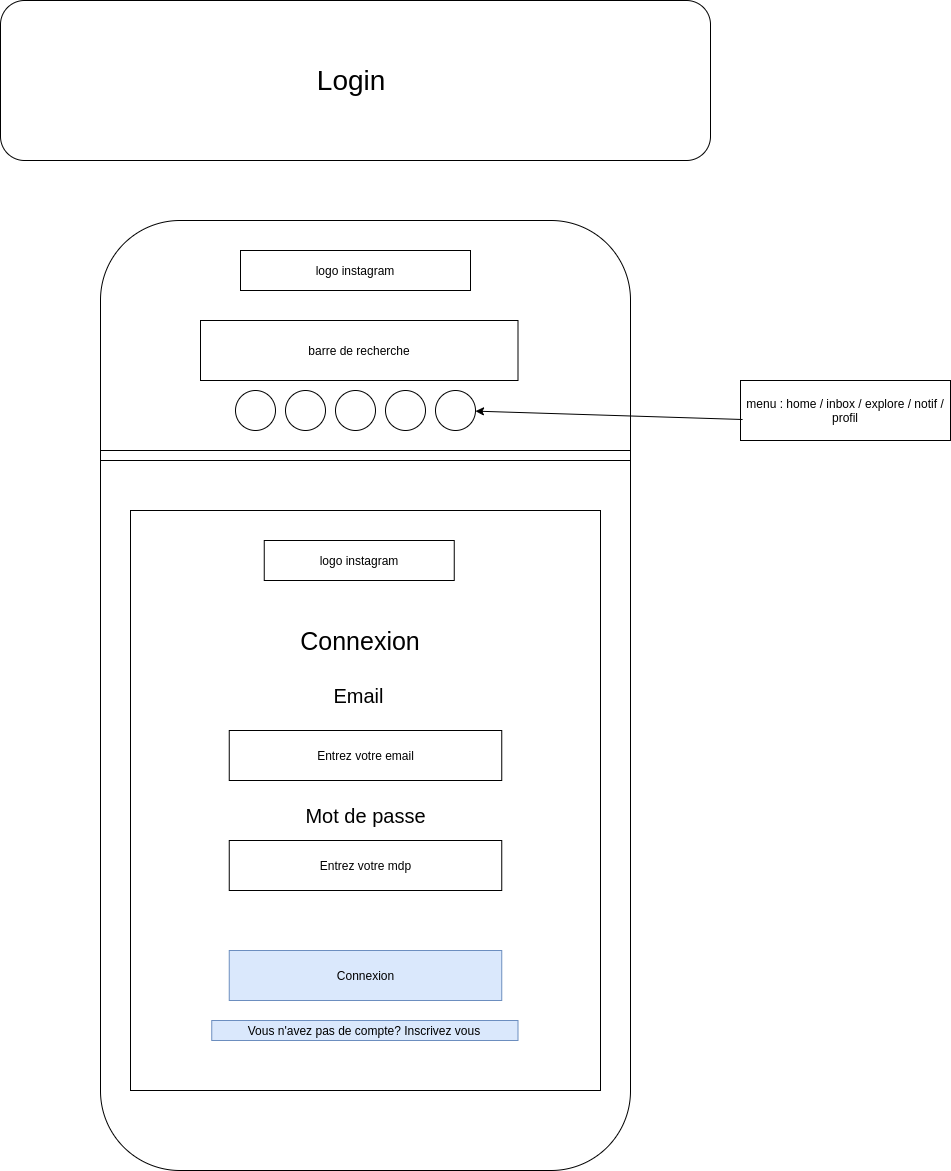 Login
logo instagram
barre de recherche
menu : home / inbox / explore / notif /
profil
logo instagram
Connexion
Email
Entrez votre email
Mot de passe
Entrez votre mdp
Connexion
Vous n'avez pas de compte? Inscrivez vous